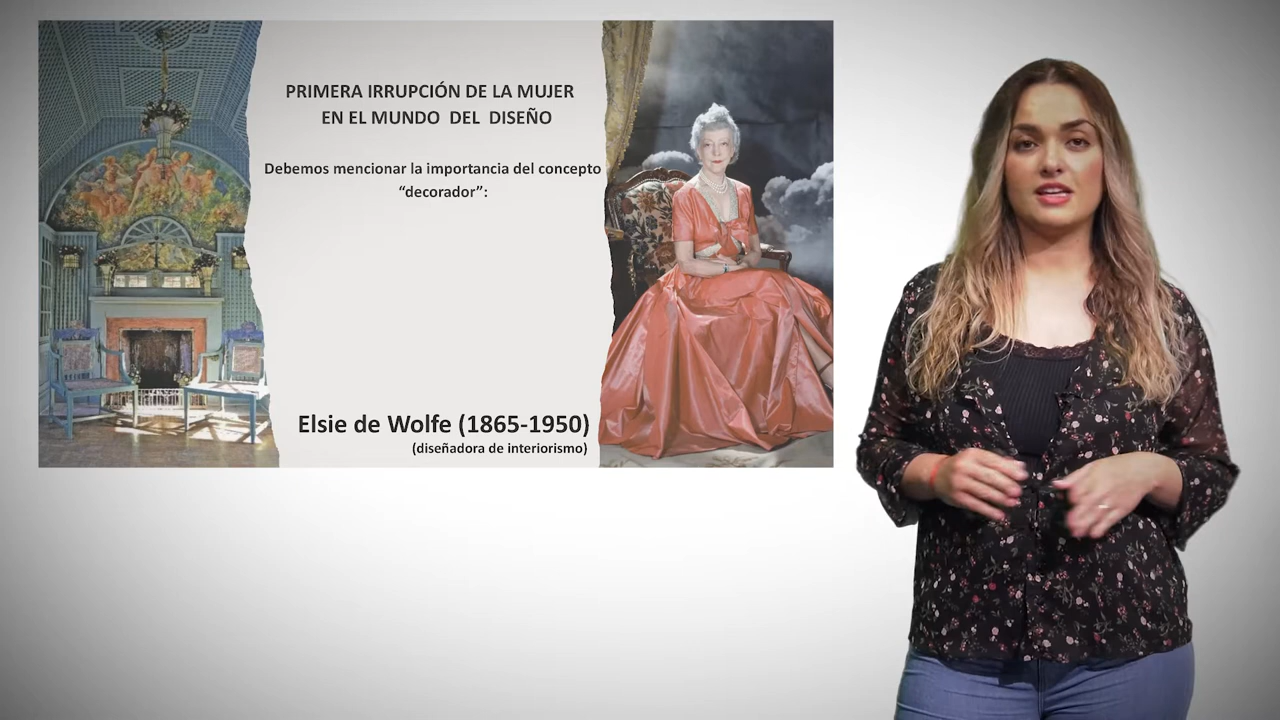 PRIMERA IRRUPCIÓN DE LA MUJER
EN EL MUNDO DEL DISEÑO
Debemos mencionar la importancia del concepto
“decorador”:
Elsie de Wolfe (1865-1950)
(diseñadora de interiorismo)